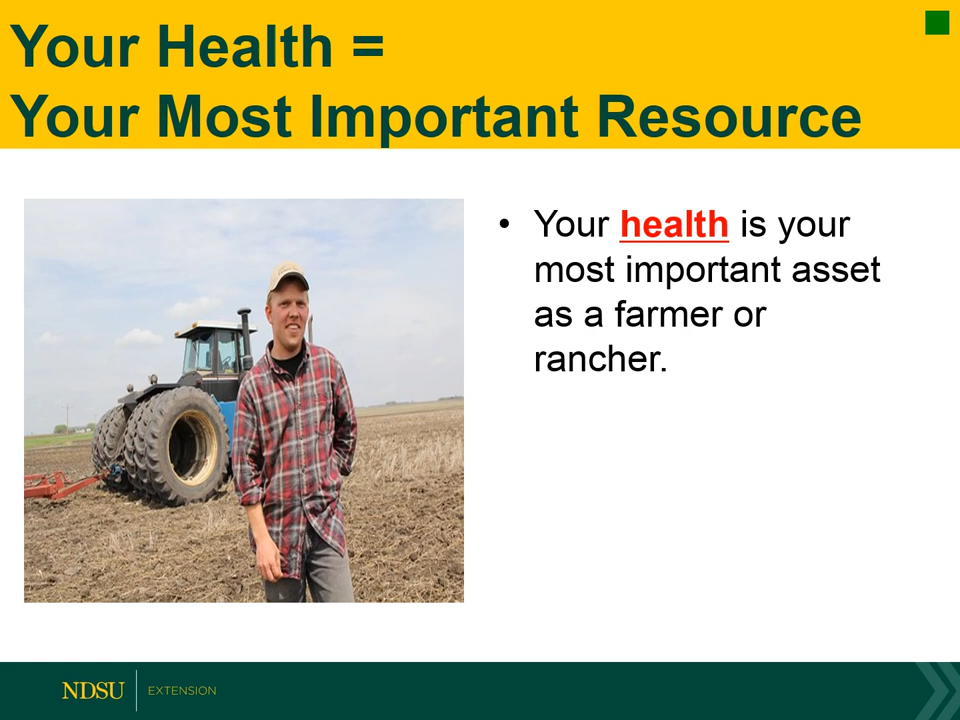 Your Health =
Your Most Important Resource
• Your health is your
most important asset
as a farmer or
rancher.
NDSU EXTENSION